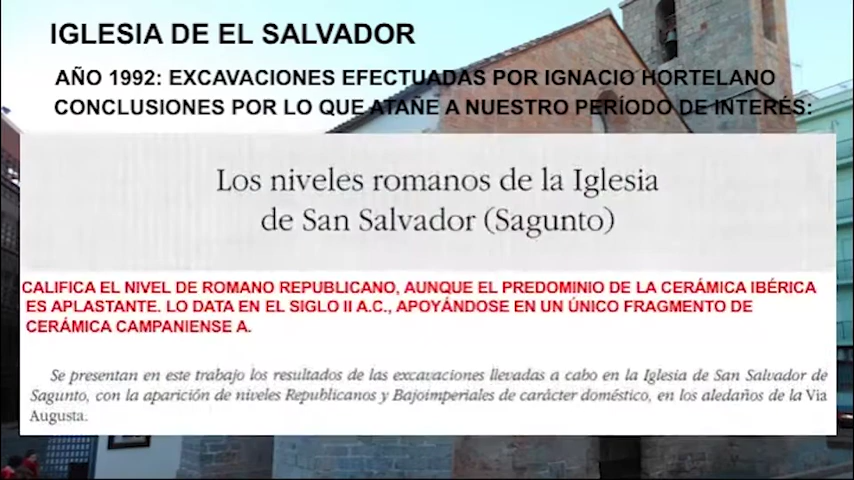 IGLESIA DE EL SALVADOR
AÑO 1992: EXCAVACIONES EFECTUADAS POR IGNACIO HORTELANO
CONCLUSIONES POR LO QUE ATAÑE A NUESTRO PERÍODO DE INTERÉS:
Los niveles romanos de la Iglesia
de San Salvador (Sagunto)
CALIFICA EL NIVEL DE ROMANO REPUBLICANO, AUNQUE EL PREDOMINIO DE LA CERÁMICA IBÉRICA
ES APLASTANTE. LO DATA EN EL SIGLO II A.C., APOYÁNDOSE EN UN ÚNICO FRAGMENTO DE
CERÁMICA CAMPANIENSE A.
Se presentan en este trabajo los resultados de las excavaciones llevadas a cabo en la Iglesia de San Salvador de
Sagunto, con la aparición de niveles Republicanos y Bajoimperiales de carácter doméstico, en los aledaños de la Via
Augusta.